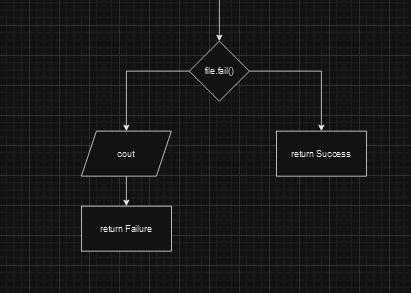 file.fail()
cout
return Success
return Failure